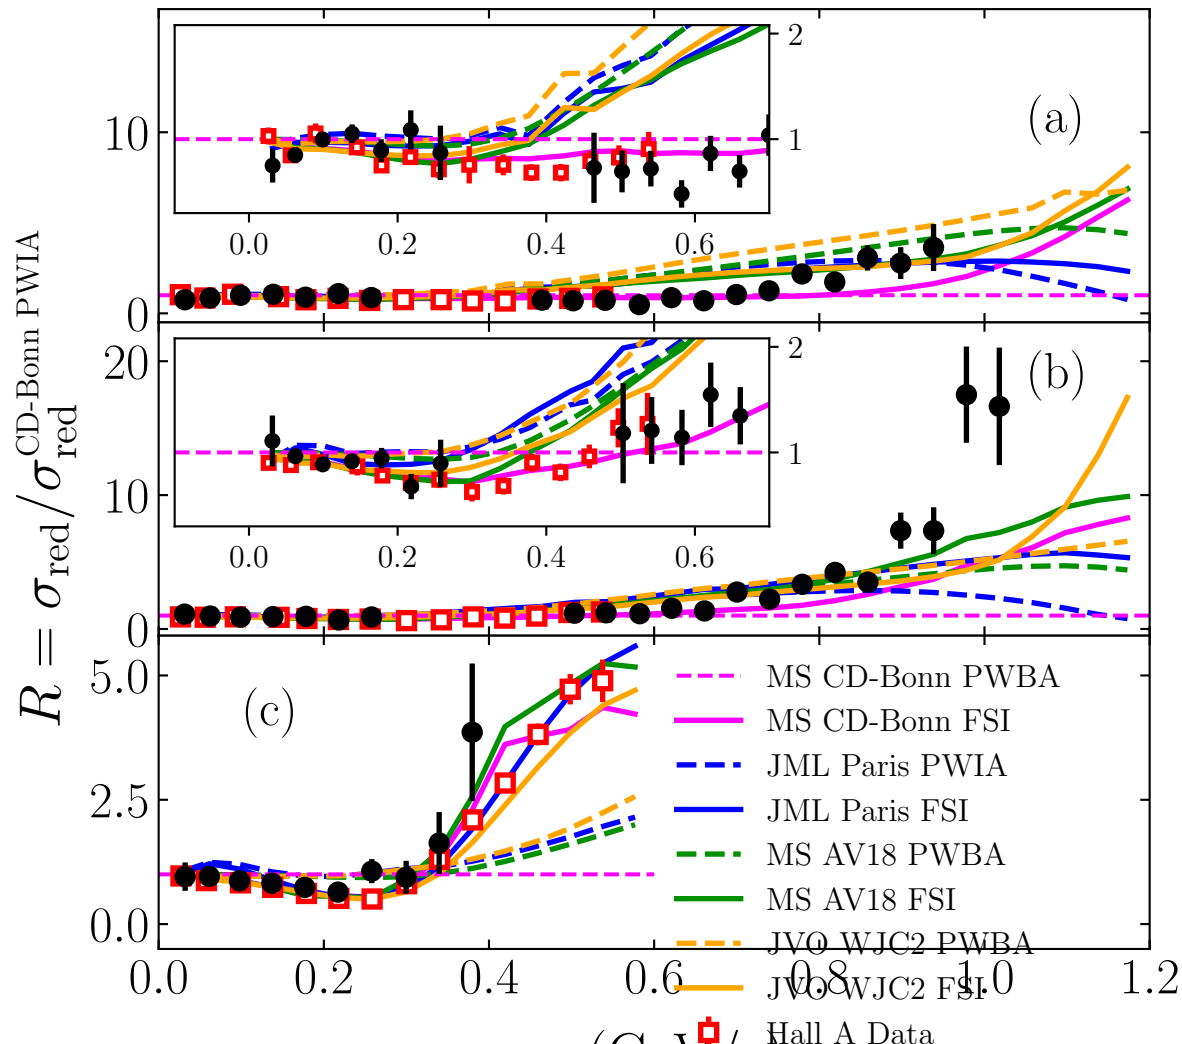 R = σred/σred CD-Bonn PWIA
10
0
(a)
2
1
0.0 0.2 0.4 0.6
20
10
0
(b)
2
1
0.0 0.2 0.4 0.6
5.0
2.5
0.0
(c)
MS CD-Bonn PWBA
MS CD-Bonn FSI
JML Paris PWIA
JML Paris FSI
MS AV18 PWBA
MS AV18 FSI
JVO WJC2 PWBA
JVO WJC2 FSI
Hall A Data
0.0 0.2 0.4 0.6 0.8 1.0 1.2